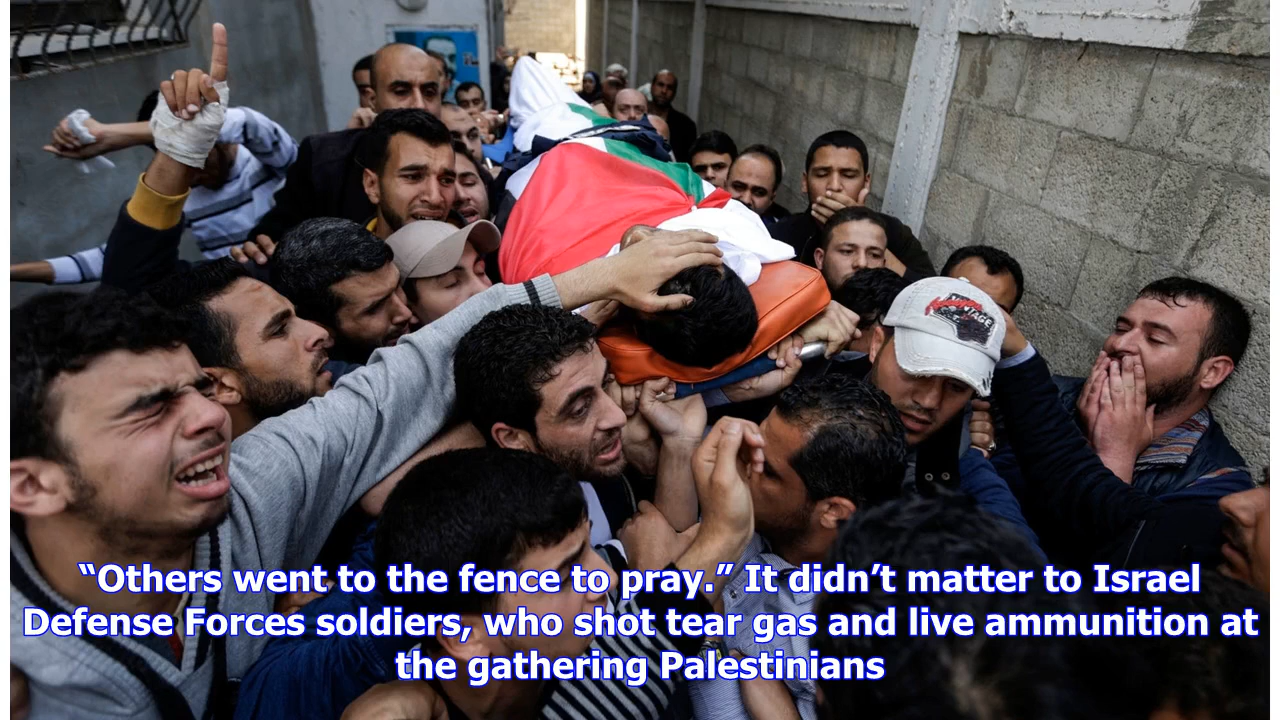 “Others went to the fence to pray.” It didn’t matter to Israel
Defense Forces soldiers, who shot tear gas and live ammunition at
the gathering Palestinians